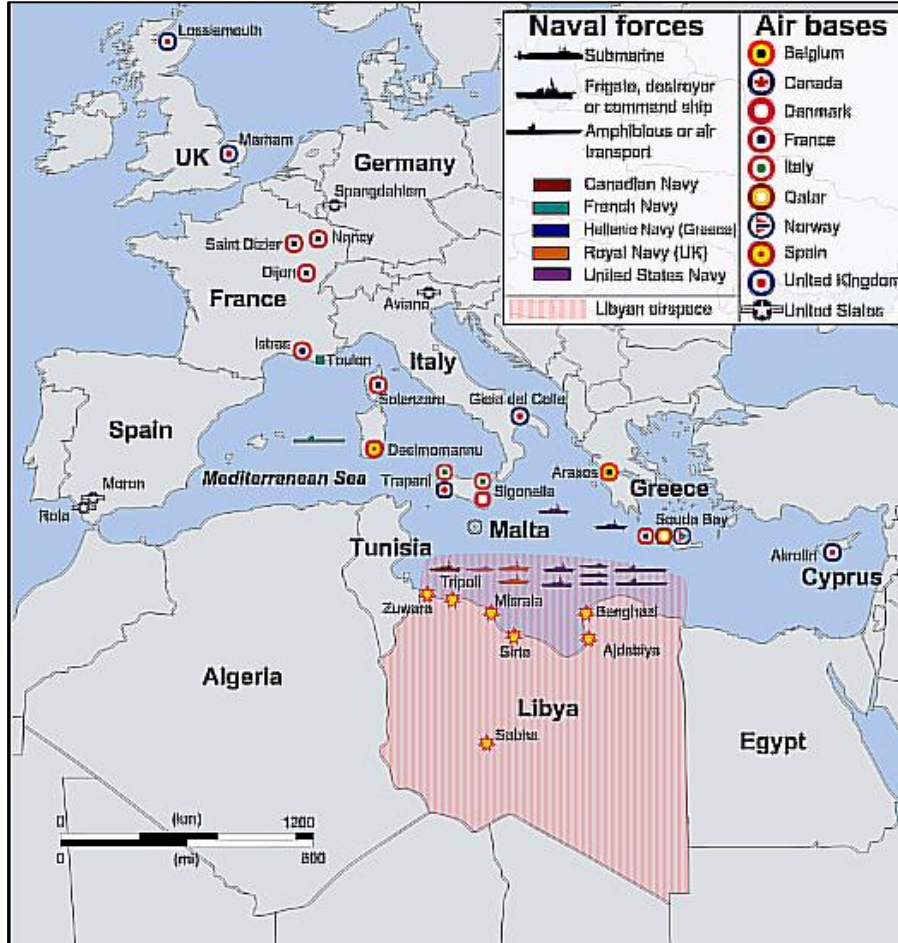 Naval forces
Submarine
Frigate, destroyer
or command ship
Amphibious or air
transport
Canadian Navy
French Navy
Hellenic Navy (Greece)
Royal Navy (UK)
United States Navy
Libyan airspace
Air bases
Belgium
Canada
Danmark
France
Italy
Qatar
Norway
Spain
United Kingdom
United States
Lossiemouth
Marham
UK
Germany
Spangdahlem
Saint Dizier
Nancy
Dijon
France
Aviano
Istres
Toulon
Italy
Solenzara
Gioia del Colle
Spain
Decimomannu
Mediterranean Sea
Araxos
Greece
Moron
Rota
Trapani
Sigonella
Malta
Souda Bay
Akrotiri
Cyprus
Tunisia
Tripoli
Zuwara
Misrata
Benghazi
Sirte
Ajdabiya
Algeria
Libya
Sabha
Egypt
0 (km) 1200
0 (mi) 600